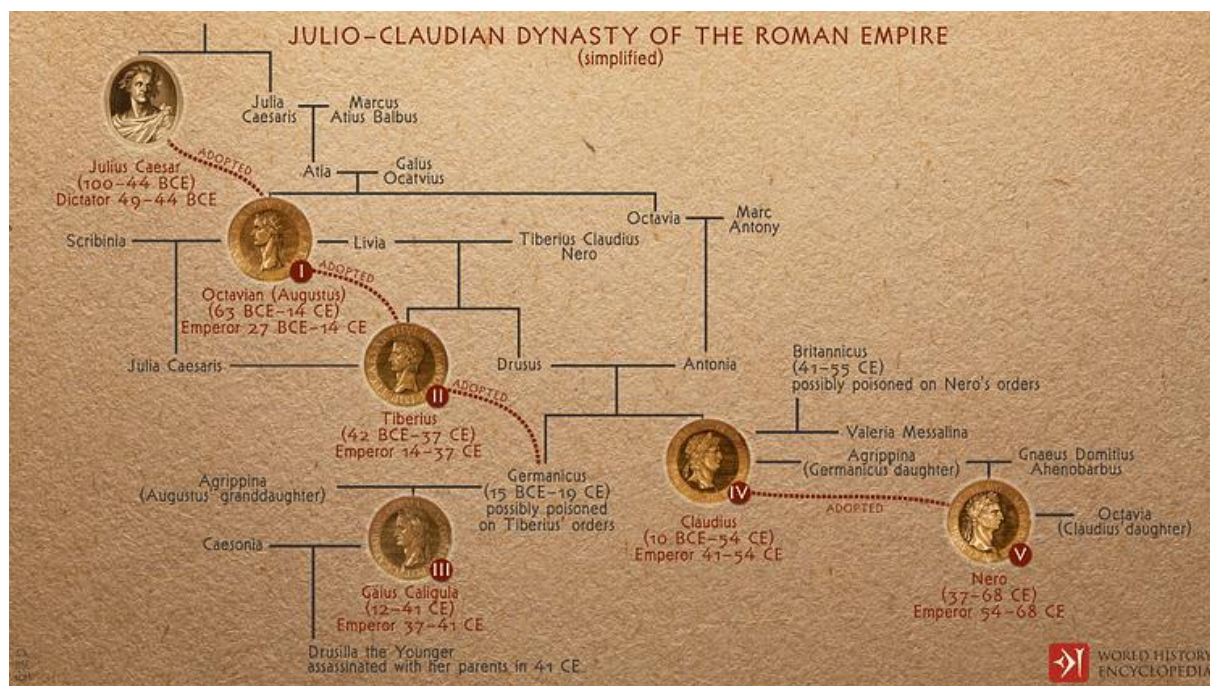 JULIO-CLAUDIAN DYNASTY OF THE ROMAN EMPIRE
(simplified)
Julia
Caesaris
Marcus
Atius Balbus
ADOPTED
Julius Caesar
(100-44 BCE)
Dictator 49-44 BCE
Atia
Gaius
Ocatvius
Octavia
Marc
Antony
Scribinia
Livia
Tiberius Claudius
Nero
I
ADOPTED
Octavian (Augustus)
(63 BCE-14 CE)
Emperor 27 BCE-14 CE
Julia Caesaris
Drusus
Antonia
Britannicus
(41-55 CE)
possibly poisoned on Nero's orders
II
ADOPTED
Tiberius
(42 BCE-37 CE)
Emperor 14-37 CE
Valeria Messalina
Agrippina
(Germanicus' daughter)
Gnaeus Domitius
Ahenobarbus
Agrippina
(Augustus' granddaughter)
Germanicus
(15 BCE-19 CE)
possibly poisoned
on Tiberius' orders
IV
ADOPTED
Claudius
(10 BCE-54 CE)
Emperor 41-54 CE
Octavia
(Claudius' daughter)
Caesonia
III
Gaius Caligula
(12-41 CE)
Emperor 37-41 CE
V
Nero
(37-68 CE)
Emperor 54-68 CE
Drusilla the Younger
assassinated with her parents in 41 CE
WORLD HISTORY
ENCYCLOPEDIA